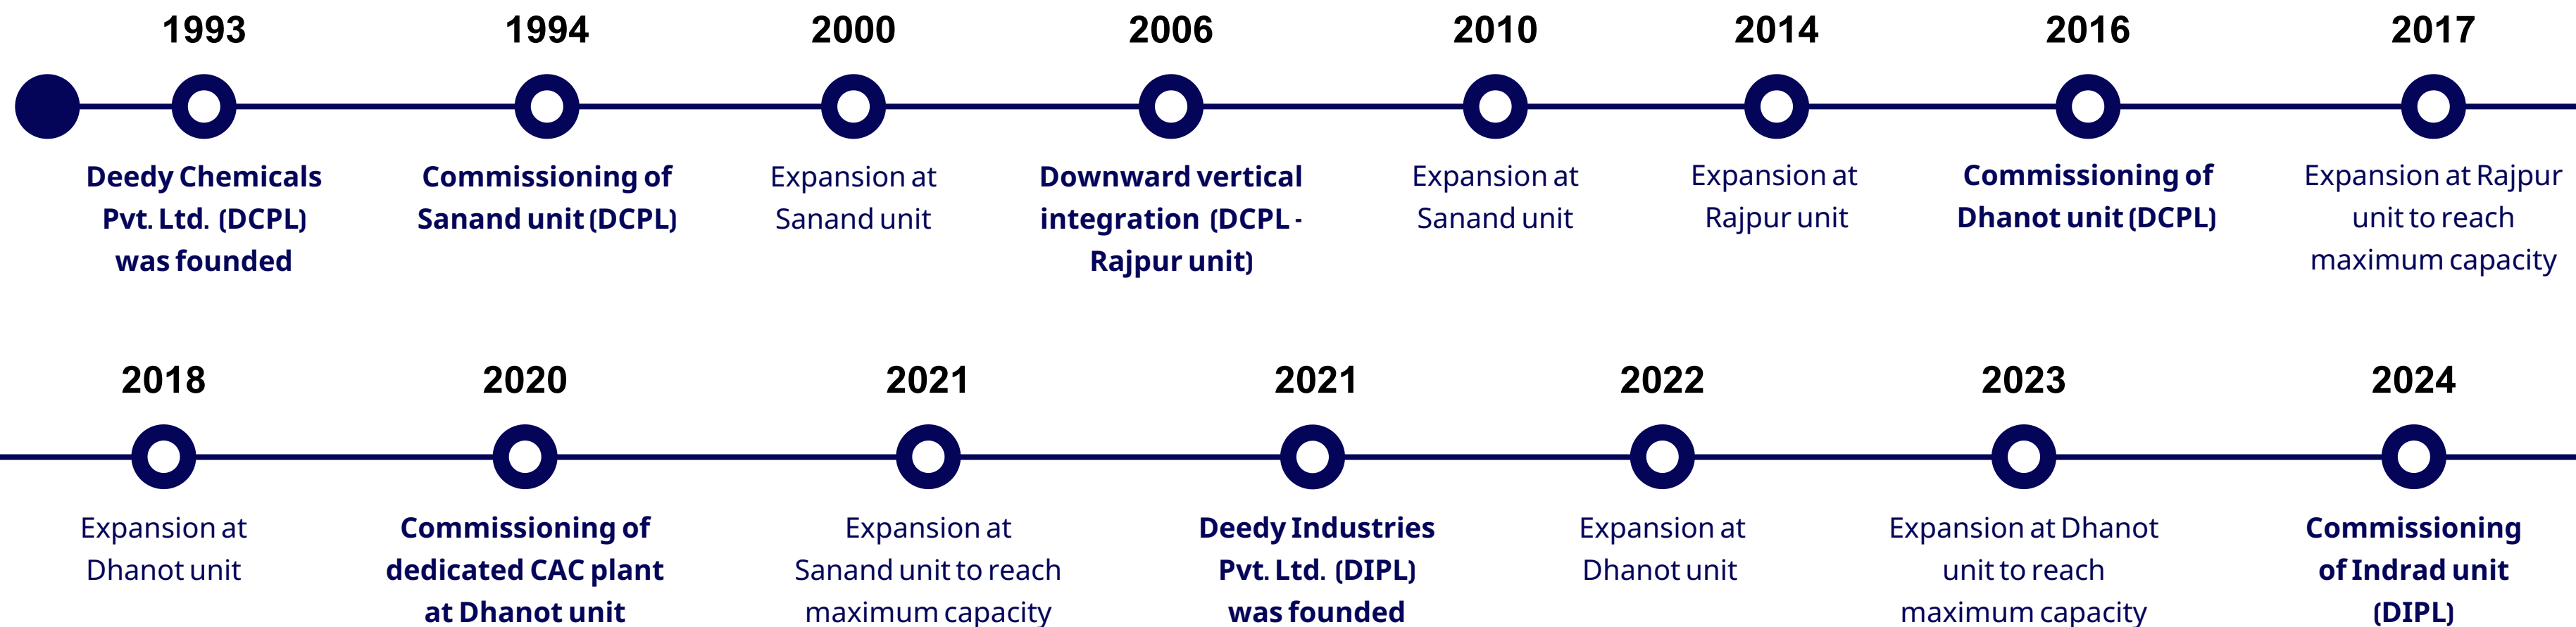 1993
Deedy Chemicals
Pvt. Ltd. (DCPL)
was founded
1994
Commissioning of
Sanand unit (DCPL)
2000
Expansion at
Sanand unit
2006
Downward vertical
integration (DCPL -
Rajpur unit)
2010
Expansion at
Sanand unit
2014
Expansion at
Rajpur unit
2016
Commissioning of
Dhanot unit (DCPL)
2017
Expansion at Rajpur
unit to reach
maximum capacity
2018
Expansion at
Dhanot unit
2020
Commissioning of
dedicated CAC plant
at Dhanot unit
2021
Expansion at
Sanand unit to reach
maximum capacity
2021
Deedy Industries
Pvt. Ltd. (DIPL)
was founded
2022
Expansion at
Dhanot unit
2023
Expansion at Dhanot
unit to reach
maximum capacity
2024
Commissioning
of Indrad unit
(DIPL)